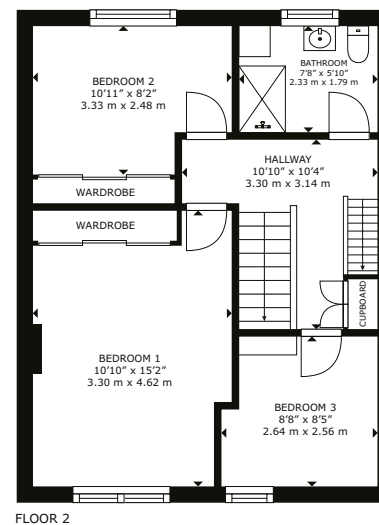 BEDROOM 2
10'11" x 8'2"
3.33 m x 2.48 m
BATHROOM
7'8" x 5'10"
2.33 m x 1.79 m
HALLWAY
10'10" x 10'4"
3.30 m x 3.14 m
WARDROBE
WARDROBE
CUPBOARD
BEDROOM 1
10'10" x 15'2"
3.30 m x 4.62 m
BEDROOM 3
8'8" x 8'5"
2.64 m x 2.56 m
FLOOR 2